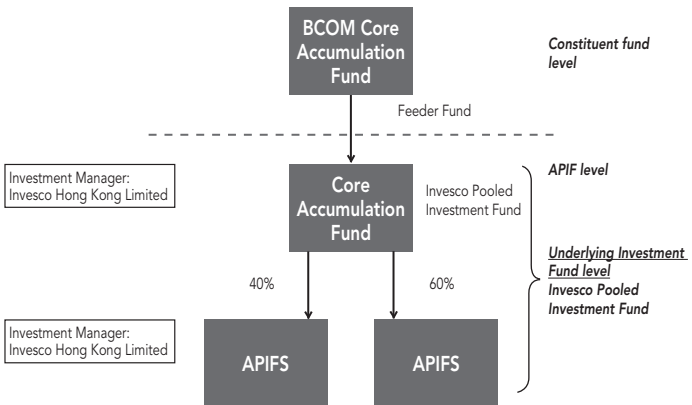 BCOM Core
Accumulation
Fund
Constituent fund
level
Feeder Fund
APIF level
Investment Manager:
Invesco Hong Kong Limited
Core
Accumulation
Fund
Invesco Pooled
Investment Fund
Underlying Investment
Fund level
Invesco Pooled
Investment Fund
40%
60%
Investment Manager:
Invesco Hong Kong Limited
APIFS
APIFS